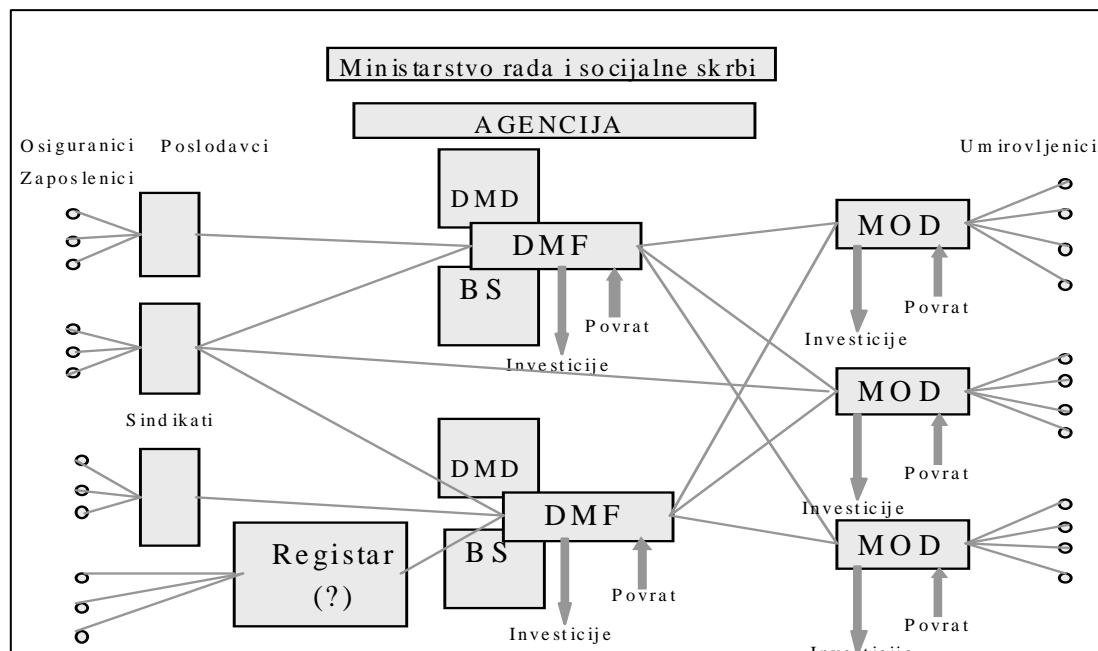 Ministarstvo rada i socijalne skrbi
AGENCIJA
Osiguranici Poslodavci
Umirovljenici
Zaposlenici
DMD
DMF
BS
Povrat
Investicije
MOD
Povrat
Investicije
MOD
Povrat
Investicije
Sindikati
DMD
DMF
BS
Povrat
Investicije
MOD
Povrat
Investicije
Registar
(?)